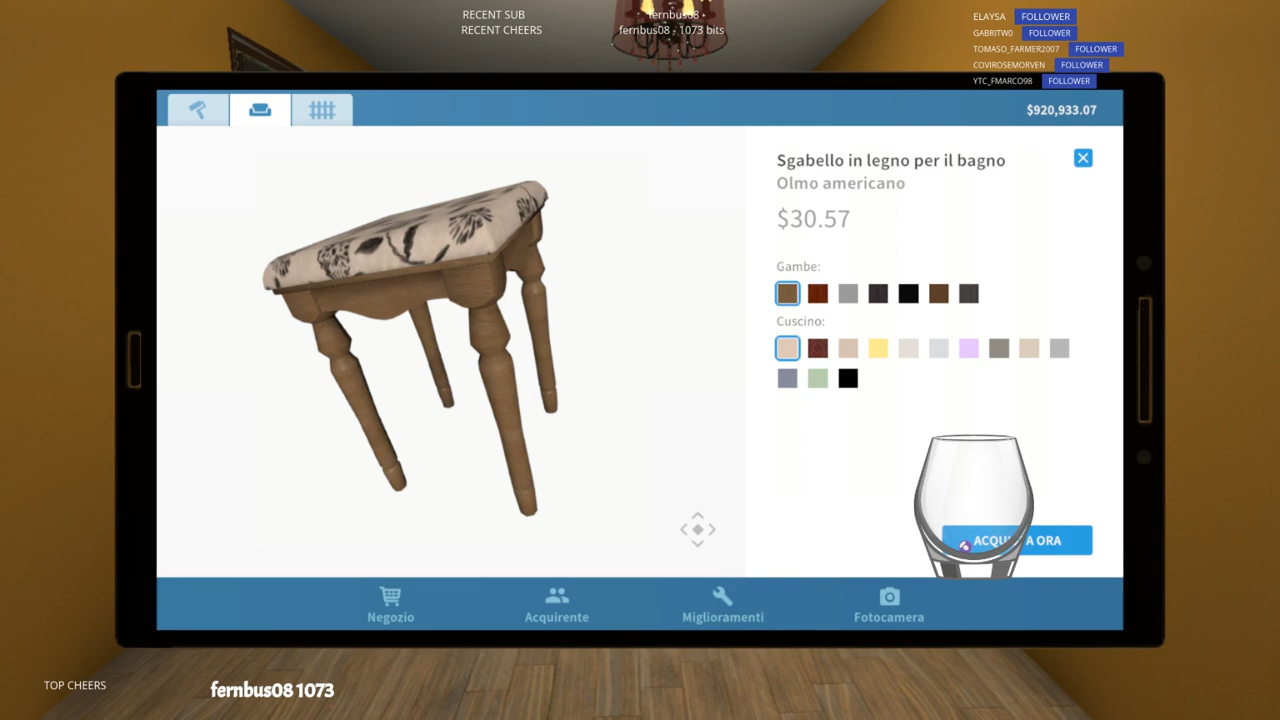 RECENT SUB
fernbus08 -
RECENT CHEERS
fernbus08 - 1073 bits
ELAYSA FOLLOWER
GABRITW0 FOLLOWER
TOMASO_FARMER2007 FOLLOWER
COVIROSEMORVEN FOLLOWER
YTC_FMARCO98 FOLLOWER
$920,933.07
Sgabello in legno per il bagno
Olmo americano
$30.57
Gambe:
Cuscino:
ORA
Negozio
Acquirente
Miglioramenti
Fotocamera
TOP CHEERS
fernbus08 1073